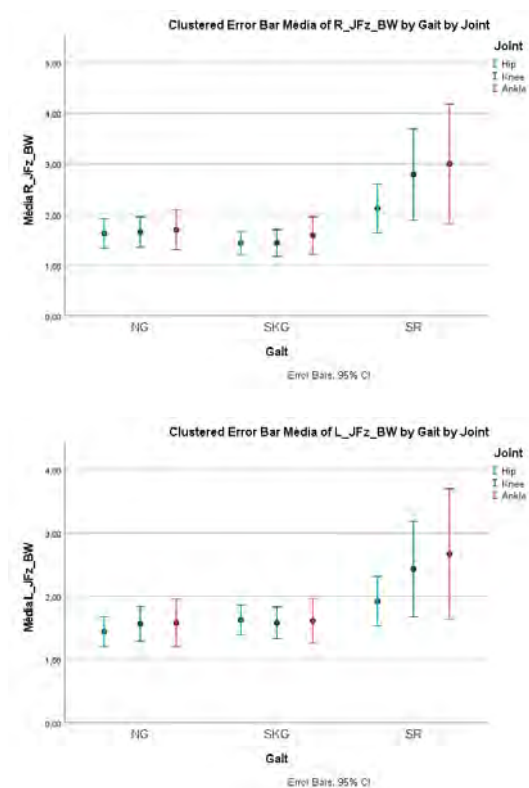 Clustered Error Bar Média of R_JFz_BW by Gait by Joint
Joint
Hip
Knee
Ankle
Média R_JFz_BW
5,00
4,00
3,00
2,00
1,00
0,00
NG
SKG
SR
Gait
Error Bars: 95% CI
Clustered Error Bar Média of L_JFz_BW by Gait by Joint
Joint
Hip
Knee
Ankle
Média L_JFz_BW
4,00
3,00
2,00
1,00
0,00
NG
SKG
SR
Gait
Error Bars: 95% CI